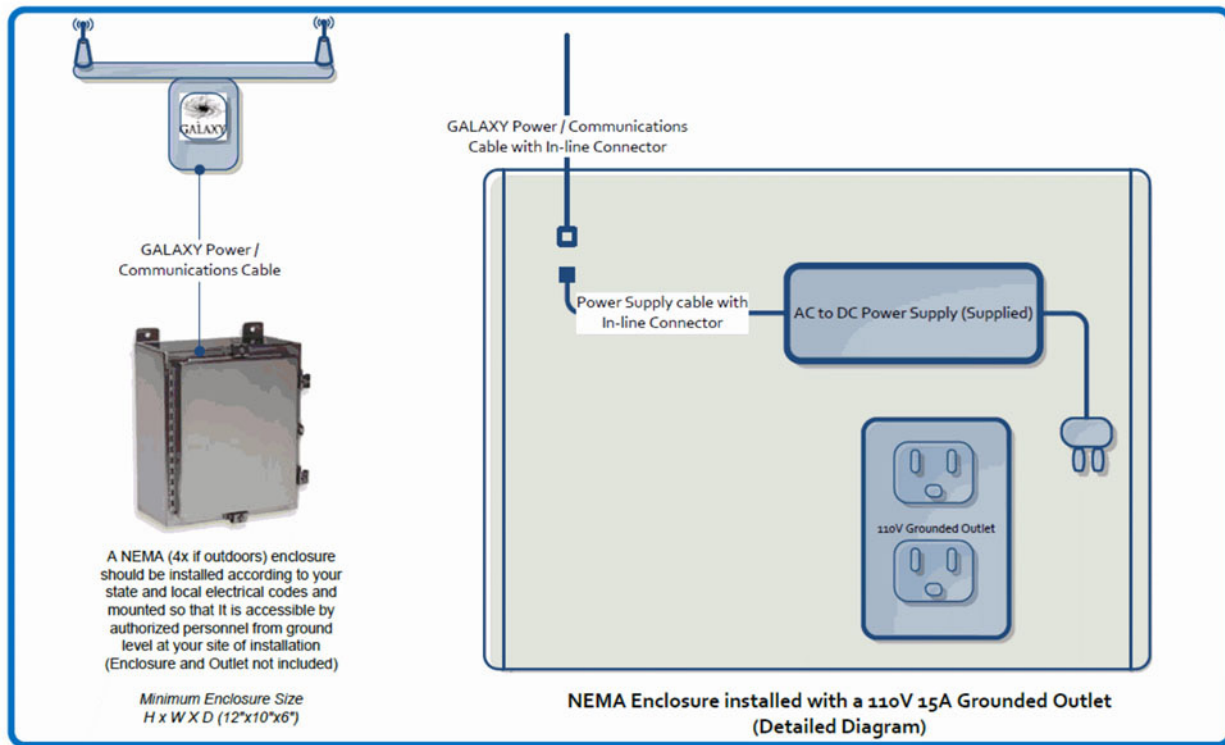 GALAXY
GALAXY Power /
Communications Cable
A NEMA (4x if outdoors) enclosure
should be installed according to your
state and local electrical codes and
mounted so that It is accessible by
authorized personnel from ground
level at your site of installation
(Enclosure and Outlet not included)
Minimum Enclosure Size
H x W X D (12"x10"x6")
GALAXY Power / Communications
Cable with In-line Connector
Power Supply cable with
In-line Connector
AC to DC Power Supply (Supplied)
110V Grounded Outlet
NEMA Enclosure installed with a 110V 15A Grounded Outlet
(Detailed Diagram)